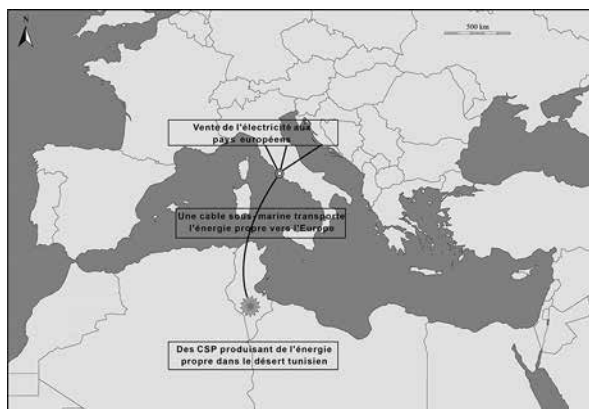 N
500 km
Vente de l'électricité aux
pays européens
Une cable sous-marine transporte
l'énergie propre vers l'Europe
Des CSP produisant de l'énergie
propre dans le désert tunisien